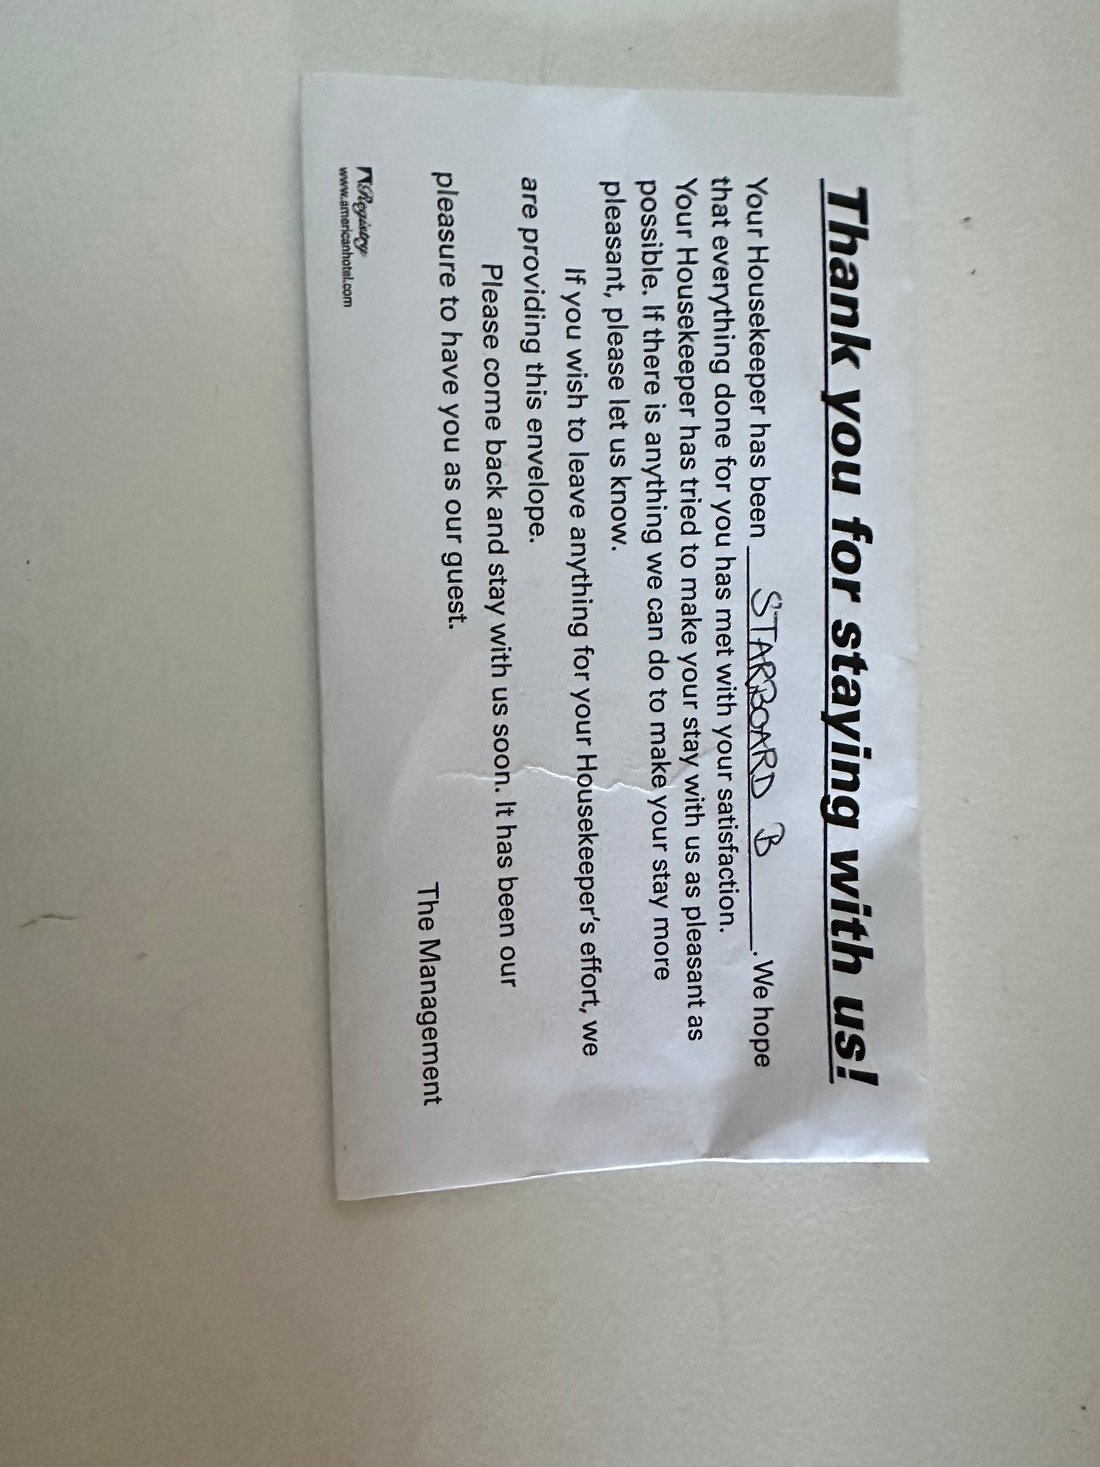 Thank you for staying with us!
Your Housekeeper has been STARBOARD B. We hope
that everything done for you has met with your satisfaction.
Your Housekeeper has tried to make your stay with us as pleasant as
possible. If there is anything we can do to make your stay more
pleasant, please let us know.
If you wish to leave anything for your Housekeeper's effort, we
are providing this envelope.
Please come back and stay with us soon. It has been our
pleasure to have you as our guest.
The Management
Registry
www.americanhotel.com